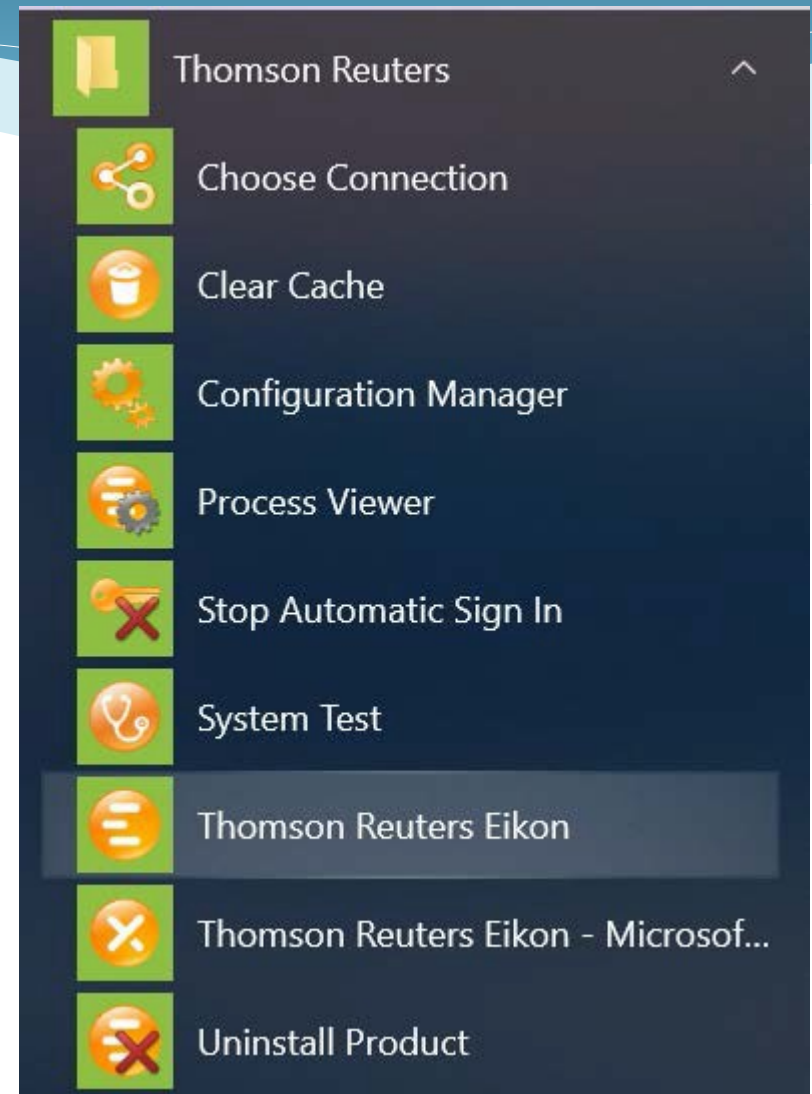 Thomson Reuters
Choose Connection
Clear Cache
Configuration Manager
Process Viewer
Stop Automatic Sign In
System Test
Thomson Reuters Eikon
Thomson Reuters Eikon - Microsof...
Uninstall Product